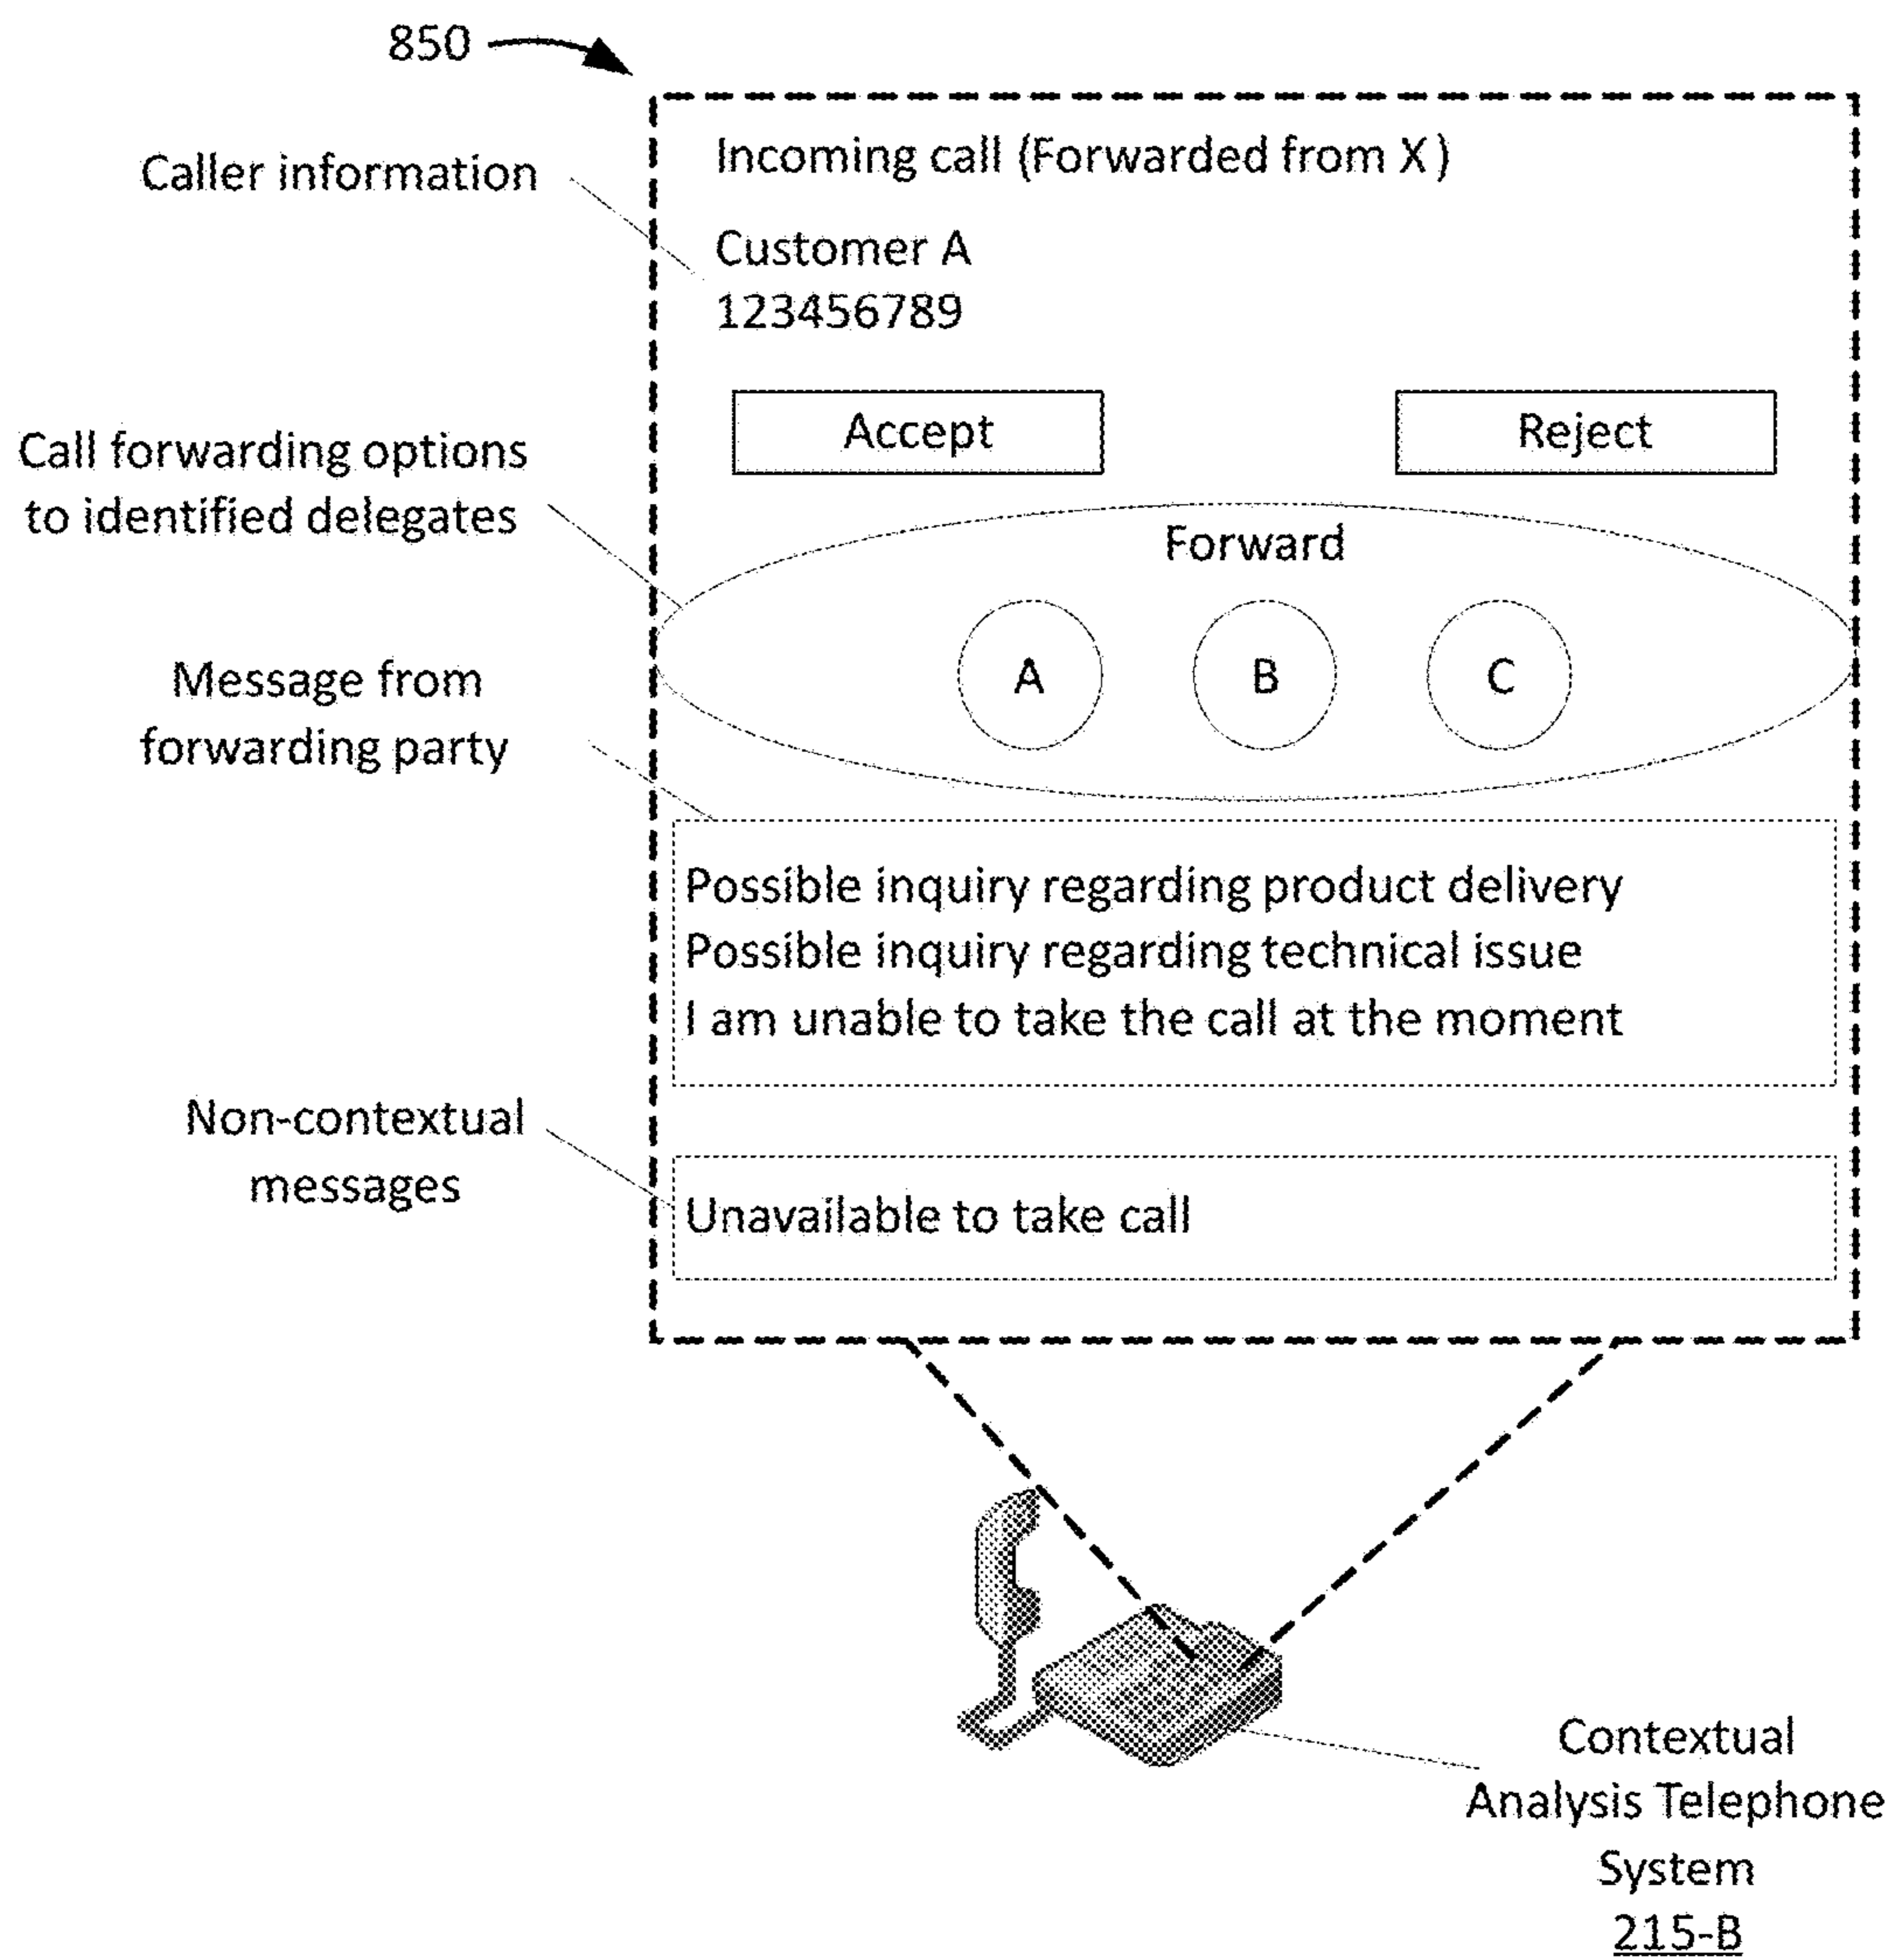 850
Incoming call (Forwarded from X)
Caller information
Customer A
123456789
Accept
Reject
Call forwarding options
to identified delegates
Forward
A
B
C
Message from
forwarding party
Possible inquiry regarding product delivery
Possible inquiry regarding technical issue
I am unable to take the call at the moment
Non-contextual
messages
Unavailable to take call
Contextual
Analysis Telephone
System
215-B